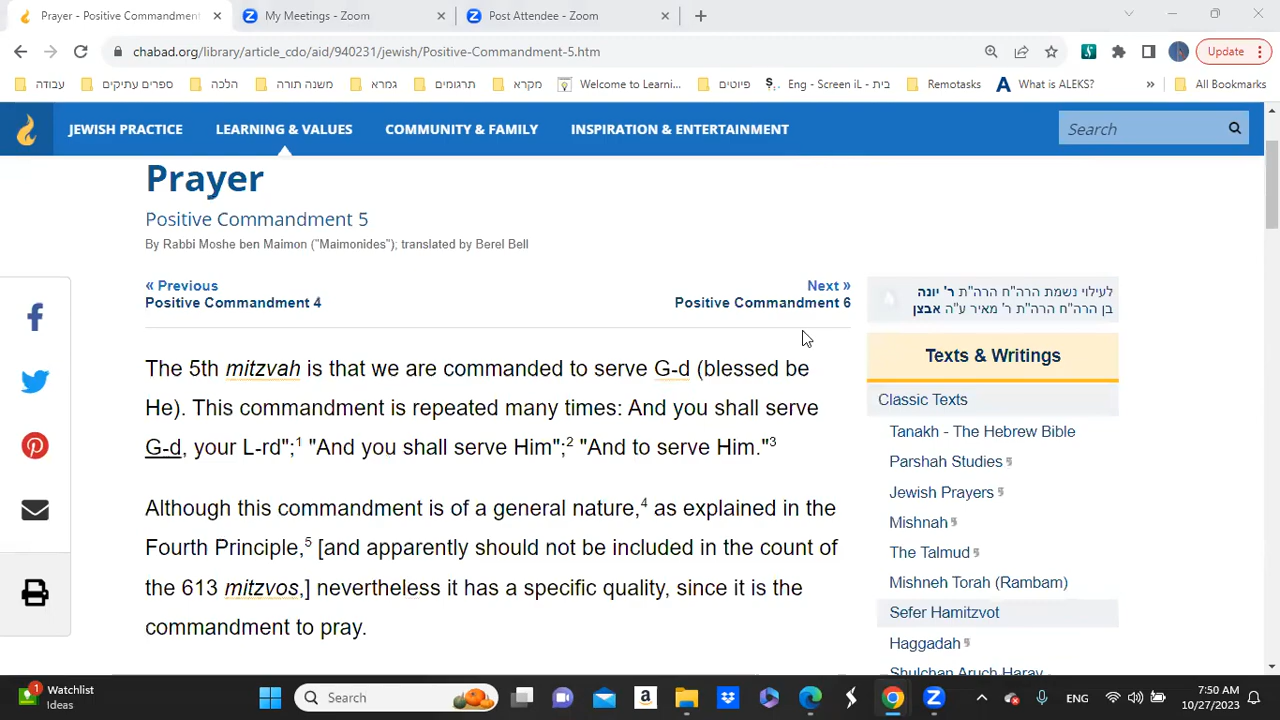 Prayer - Positive Commandment
My Meetings - Zoom
Post Attendee - Zoom
chabad.org/library/article_cdo/aid/940231/jewish/Positive-Commandment-5.htm
Update
עבודה
ספרים עתיקים
הלכה
משנה תורה
גמרא
תרגומים
מקרא
Welcome to Learni...
פיוטים
Eng - Screen iL - בית
Remotasks
What is ALEKS?
»
All Bookmarks
JEWISH PRACTICE
LEARNING & VALUES
COMMUNITY & FAMILY
INSPIRATION & ENTERTAINMENT
Search
Prayer
Positive Commandment 5
By Rabbi Moshe ben Maimon ("Maimonides"); translated by Berel Bell
« Previous
Positive Commandment 4
Next »
Positive Commandment 6
The 5th mitzvah is that we are commanded to serve G-d (blessed be
He). This commandment is repeated many times: And you shall serve
G-d, your L-rd";1 "And you shall serve Him";2 "And to serve Him."3
Although this commandment is of a general nature,4 as explained in the
Fourth Principle,5 [and apparently should not be included in the count of
the 613 mitzvos,] nevertheless it has a specific quality, since it is the
commandment to pray.
לעילוי נשמת הרה"ח הרה"ת ר' יונה
בן הרה"ח הרה"ת ר' מאיר ע"ה אבצן
Texts & Writings
Classic Texts
Tanakh - The Hebrew Bible
Parshah Studies
Jewish Prayers
Mishnah
The Talmud
Mishneh Torah (Rambam)
Sefer Hamitzvot
Haggadah
Shulchan Aruch Harav
1
Watchlist
Ideas
Search
ENG
7:50 AM
10/27/2023